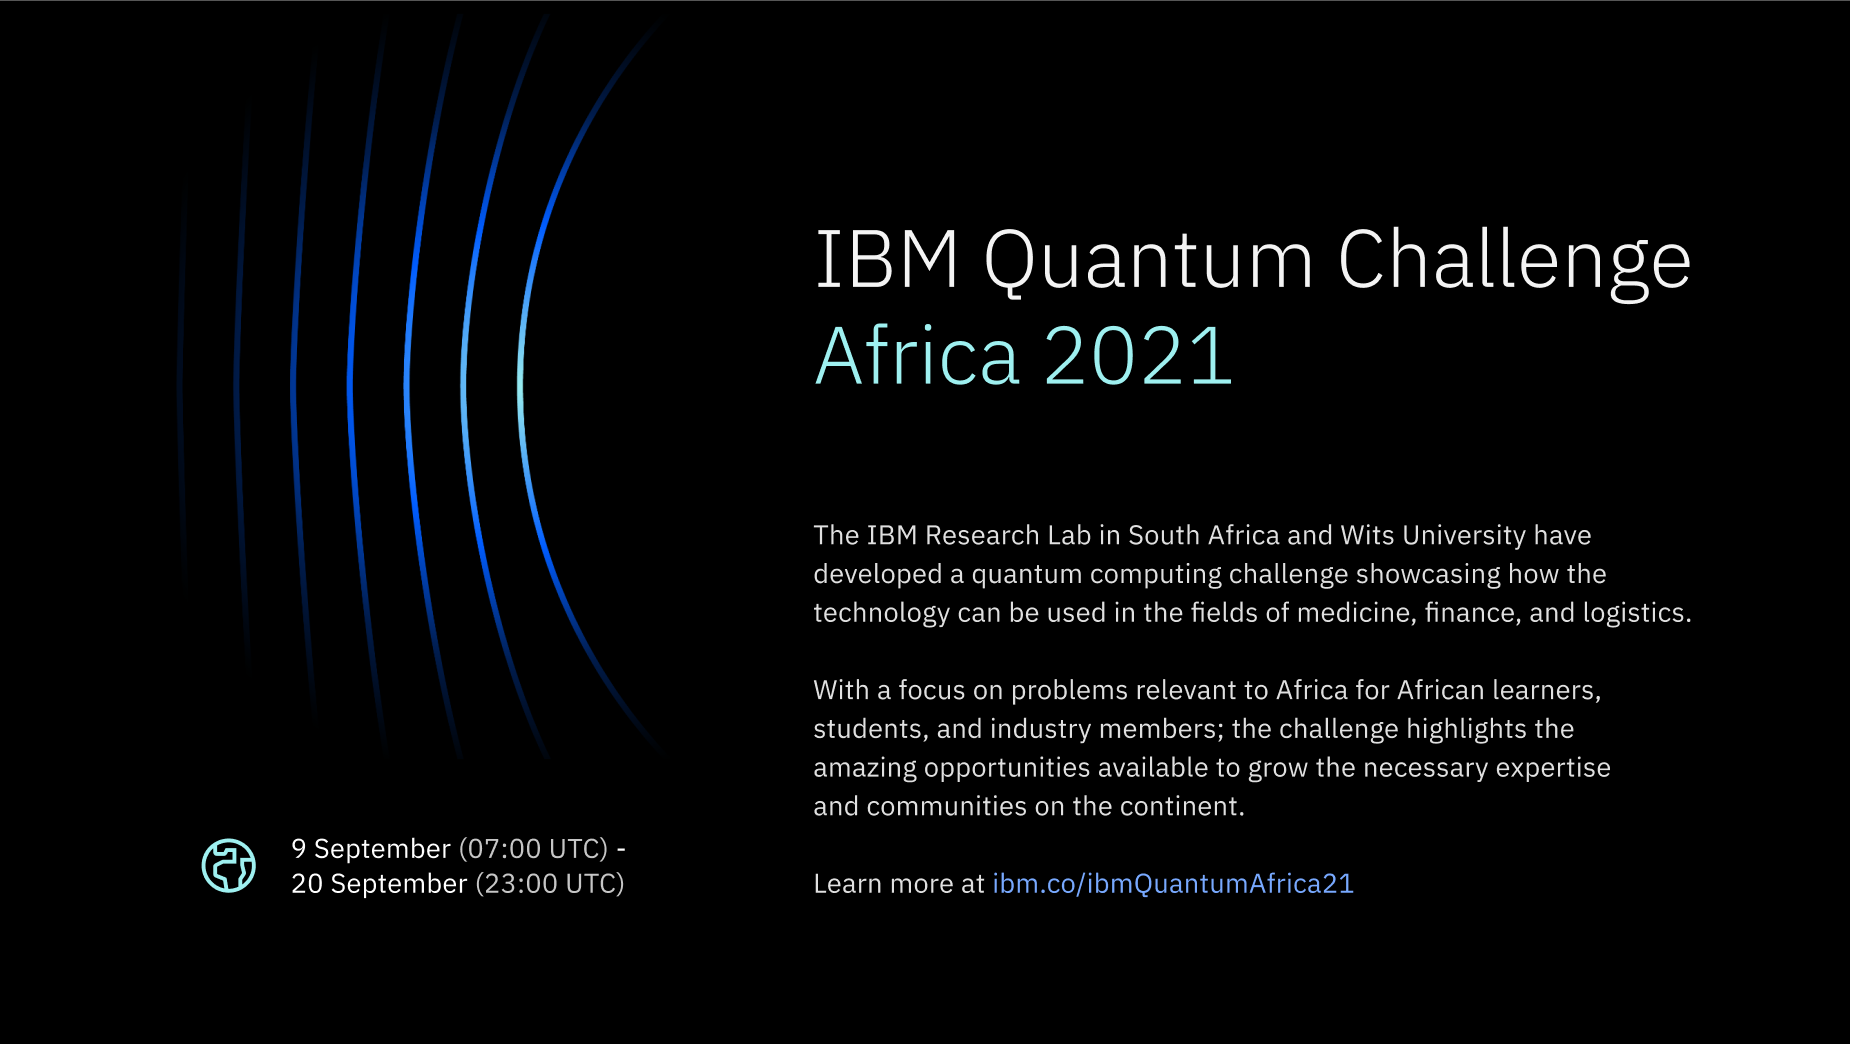 IBM Quantum Challenge
Africa 2021
The IBM Research Lab in South Africa and Wits University have
developed a quantum computing challenge showcasing how the
technology can be used in the fields of medicine, finance, and logistics.
With a focus on problems relevant to Africa for African learners,
students, and industry members; the challenge highlights the
amazing opportunities available to grow the necessary expertise
and communities on the continent.
Learn more at ibm.co/ibmQuantumAfrica21
9 September (07:00 UTC) -
20 September (23:00 UTC)